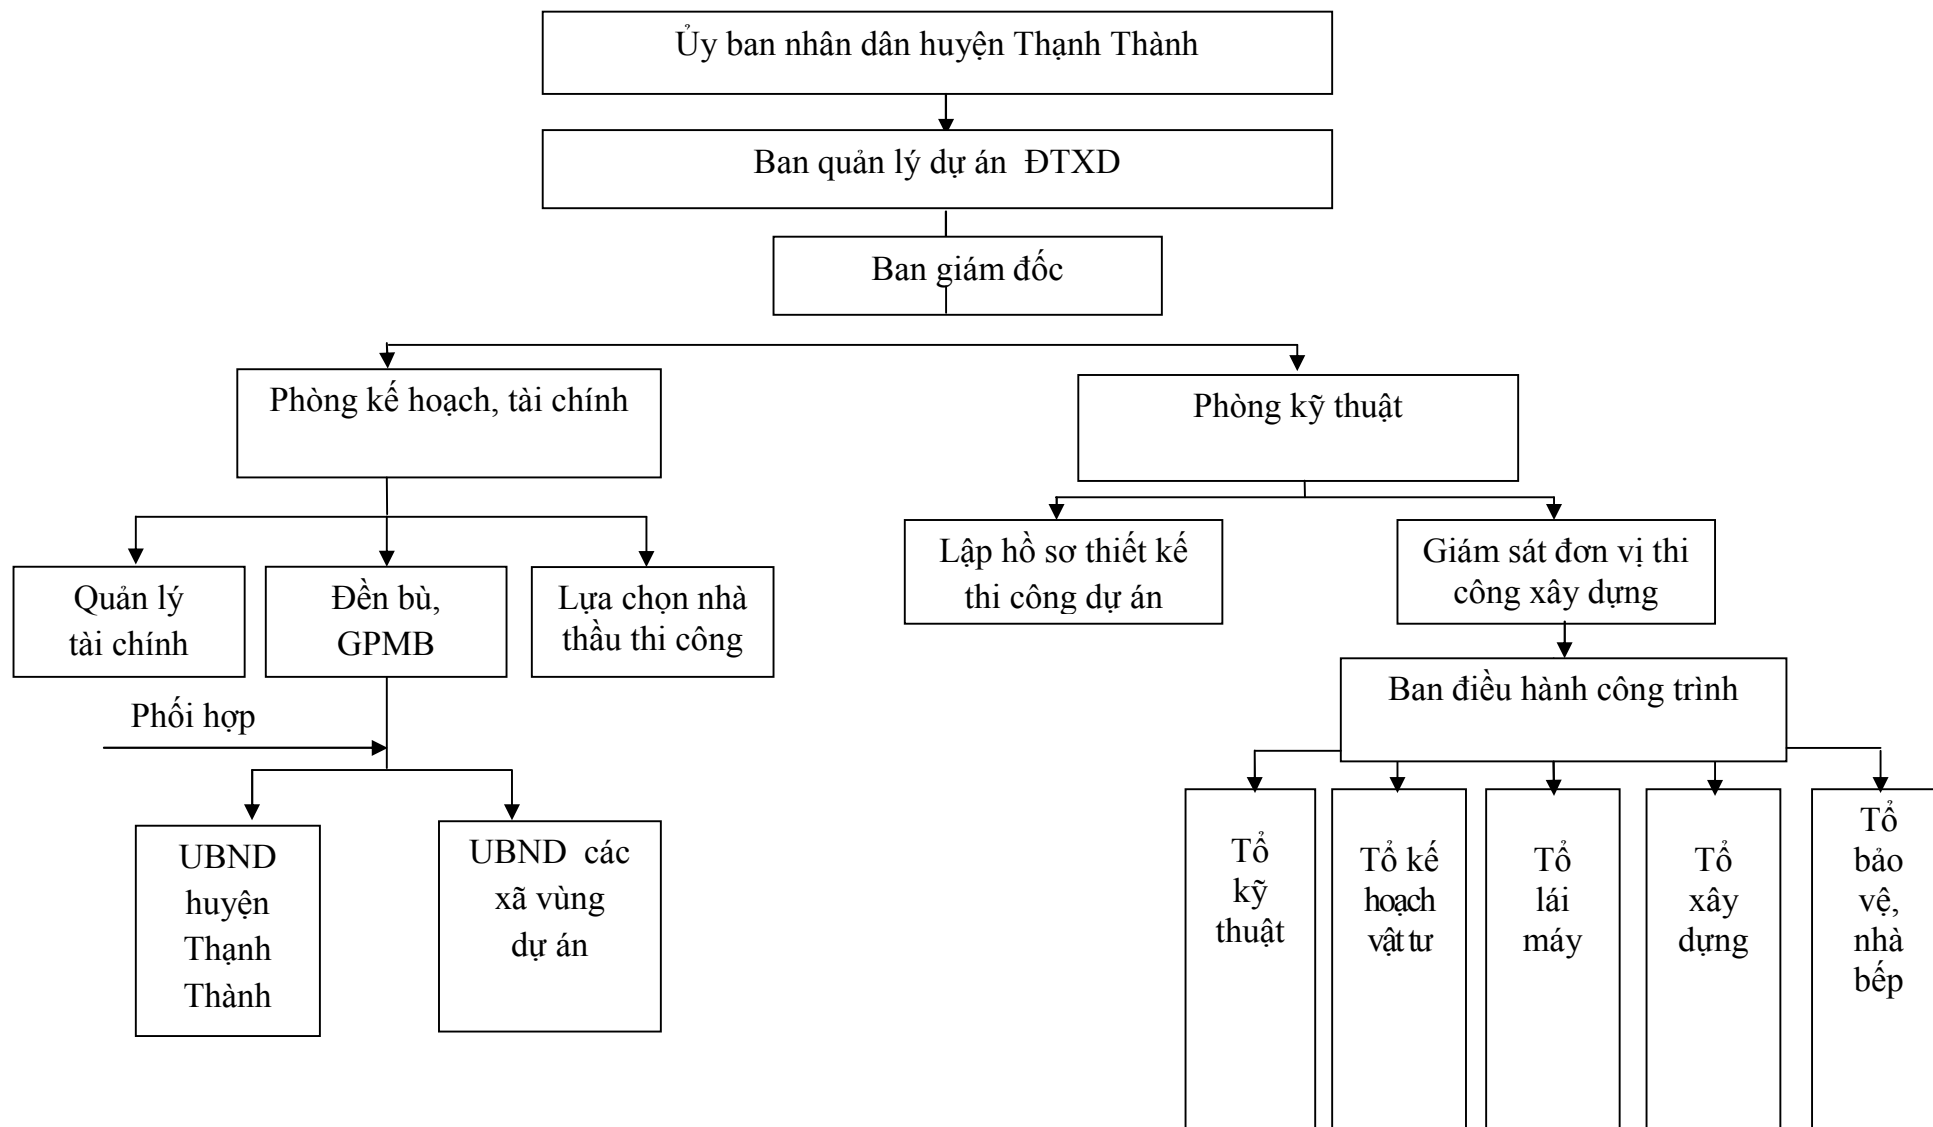 Ủy ban nhân dân huyện Thạnh Thành
Ban quản lý dự án ĐTXD
Ban giám đốc
Phòng kế hoạch, tài chính
Phòng kỹ thuật
Quản lý
tài chính
Đền bù,
GPMB
Lựa chọn nhà
thầu thi công
Lập hồ sơ thiết kế
thi công dự án
Giám sát đơn vị thi
công xây dựng
Phối hợp
Ban điều hành công trình
UBND
huyện
Thạnh
Thành
UBND các
xã vùng
dự án
Tổ
kỹ
thuật
Tổ kế
hoạch
vật tư
Tổ
lái
máy
Tổ
xây
dựng
Tổ
bảo
vệ,
nhà
bếp